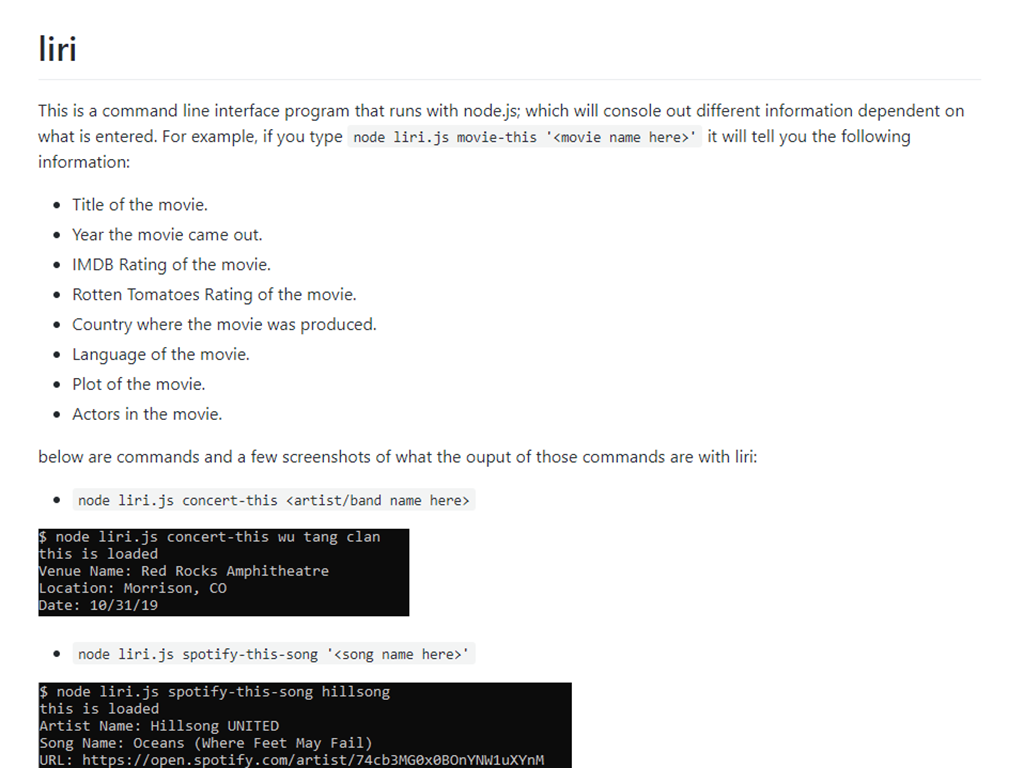 liri
This is a command line interface program that runs with node.js; which will console out different information dependent on
what is entered. For example, if you type node liri.js movie-this '<movie name here>' it will tell you the following
information:
Title of the movie.
Year the movie came out.
IMDB Rating of the movie.
Rotten Tomatoes Rating of the movie.
Country where the movie was produced.
Language of the movie.
Plot of the movie.
Actors in the movie.
below are commands and a few screenshots of what the ouput of those commands are with liri:
node liri.js concert-this <artist/band name here>
$ node liri.js concert-this wu tang clan
this is loaded
Venue Name: Red Rocks Amphitheatre
Location: Morrison, CO
Date: 10/31/19
node liri.js spotify-this-song '<song name here>'
$ node liri.js spotify-this-song hillsong
this is loaded
Artist Name: Hillsong UNITED
Song Name: Oceans (Where Feet May Fail)
URL: https://open.spotify.com/artist/74cb3MG0x0BOnYNW1uXYnM